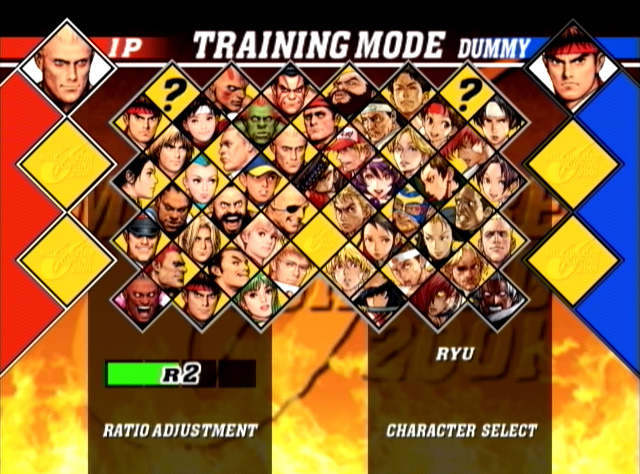 1P
TRAINING MODE
DUMMY
?
?
RYU
R2
RATIO ADJUSTMENT
CHARACTER SELECT